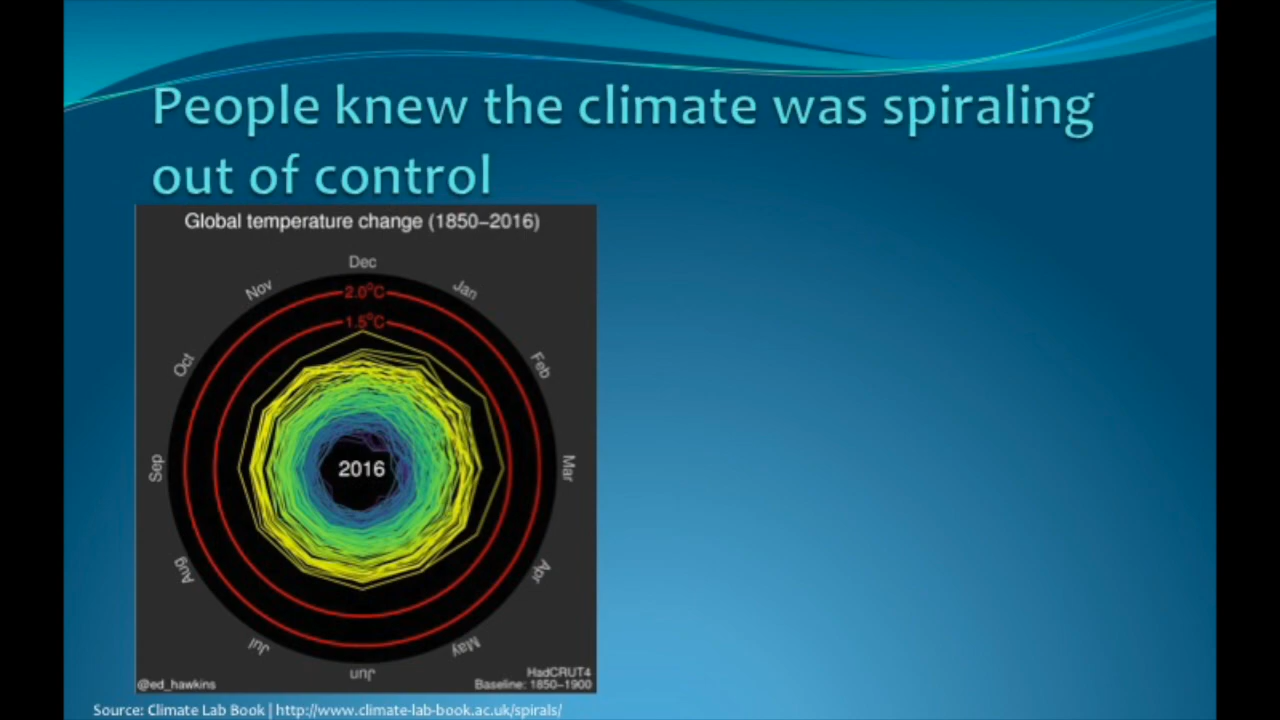 People knew the climate was spiraling
out of control
Global temperature change (1850–2016)
Dec
Nov
Jan
2.0°C
1.5°C
Oct
Feb
Sep
2016
Mar
Aug
Apr
Jul
May
Jun
@ed_hawkins
HadCRUT4
Baseline: 1850–1900
Source: Climate Lab Book | http://www.climate-lab-book.ac.uk/spirals/